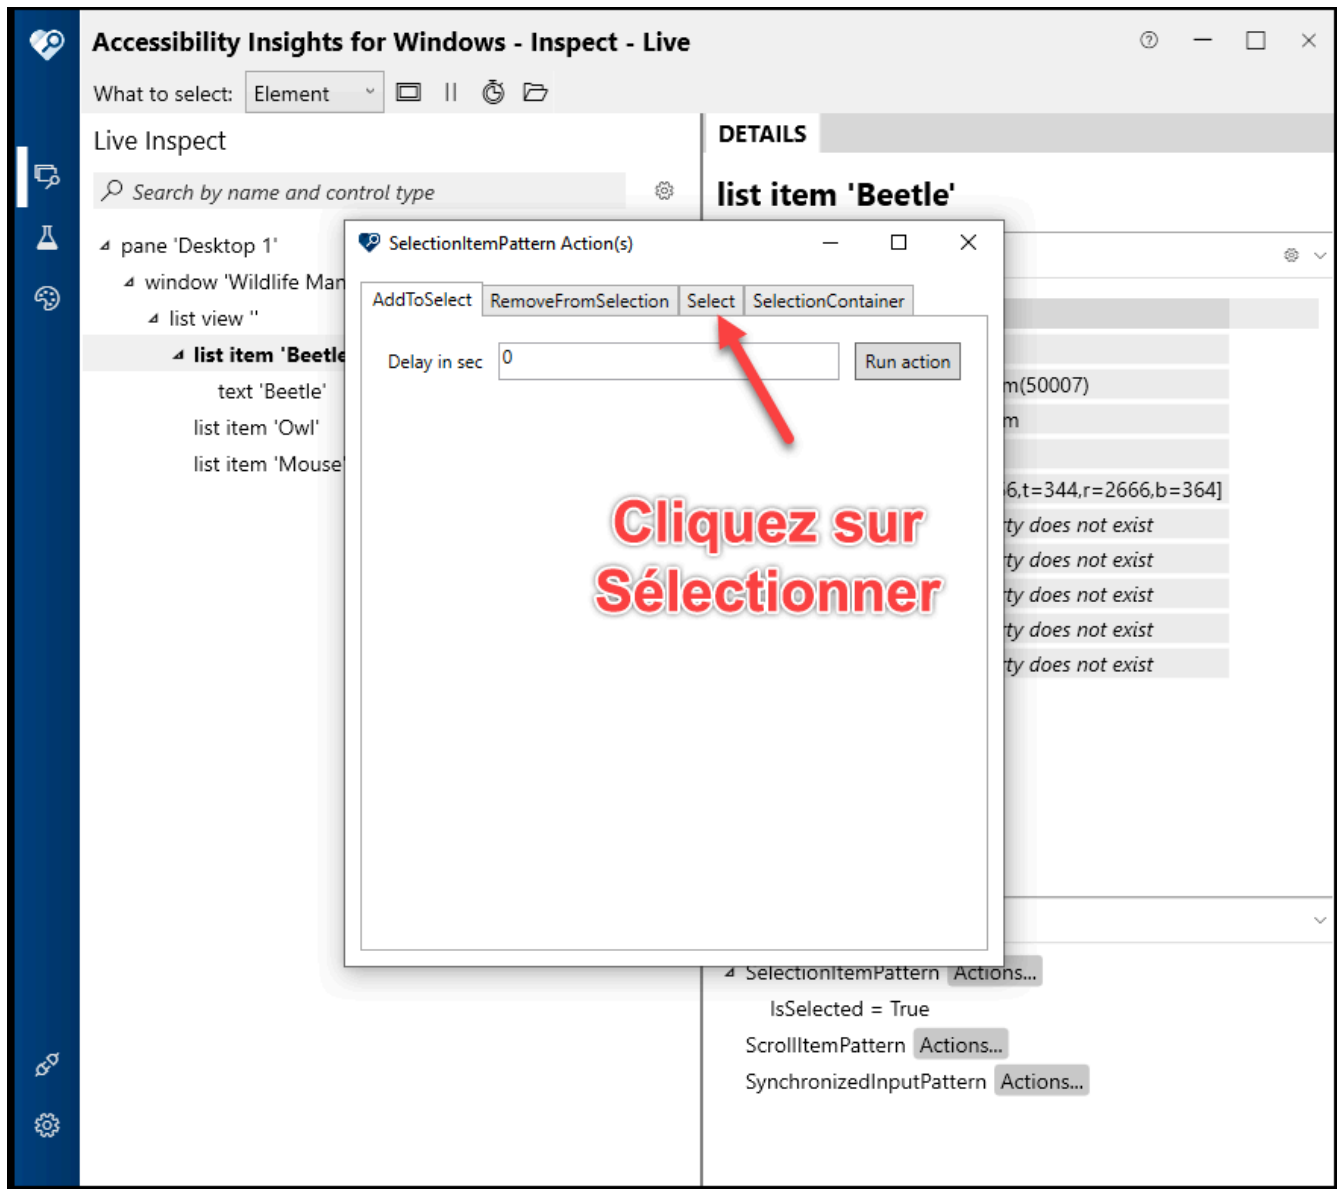 Accessibility Insights for Windows - Inspect - Live
What to select: Element
Live Inspect
Search by name and control type
pane 'Desktop 1'
window 'Wildlife Man
list view ''
list item 'Beetle
text 'Beetle'
list item 'Owl'
list item 'Mouse'
DETAILS
list item 'Beetle'
SelectionItemPattern Action(s)
AddToSelect RemoveFromSelection Select SelectionContainer
Delay in sec 0 Run action
Cliquez sur
Sélectionner
m(50007)
m
6,t=344,r=2666,b=364]
ty does not exist
ty does not exist
ty does not exist
ty does not exist
ty does not exist
SelectionItemPattern Actions...
IsSelected = True
ScrollItemPattern Actions...
SynchronizedInputPattern Actions...